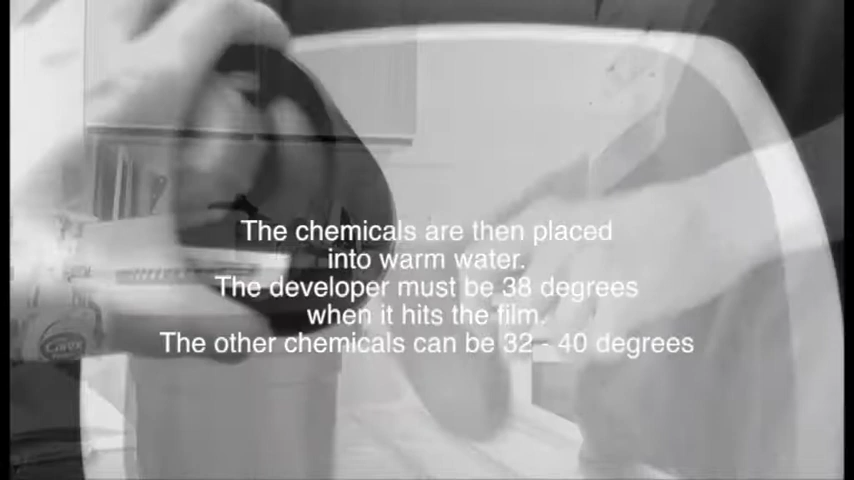 The chemicals are then placed
into warm water.
The developer must be 38 degrees
when it hits the film.
The other chemicals can be 32 - 40 degrees